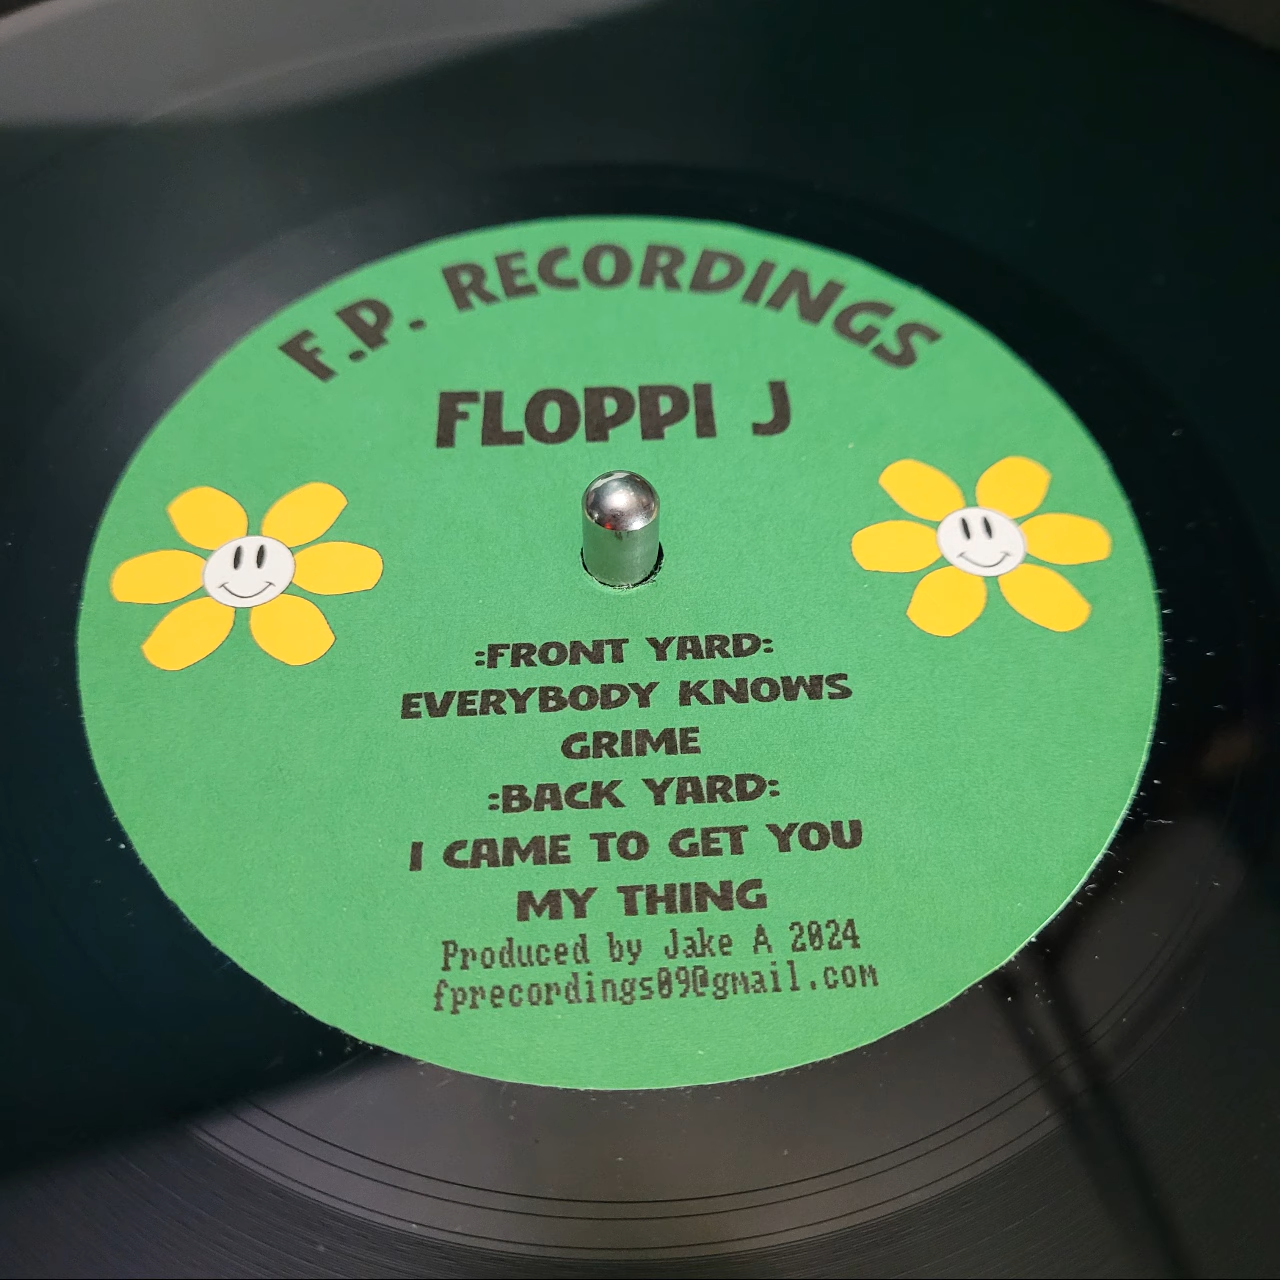 F.P. RECORDINGS
FLOPPI J
:FRONT YARD:
EVERYBODY KNOWS
GRIME
:BACK YARD:
I CAME TO GET YOU
MY THING
Produced by Jake A 2024
fprecordings09@gmail.com